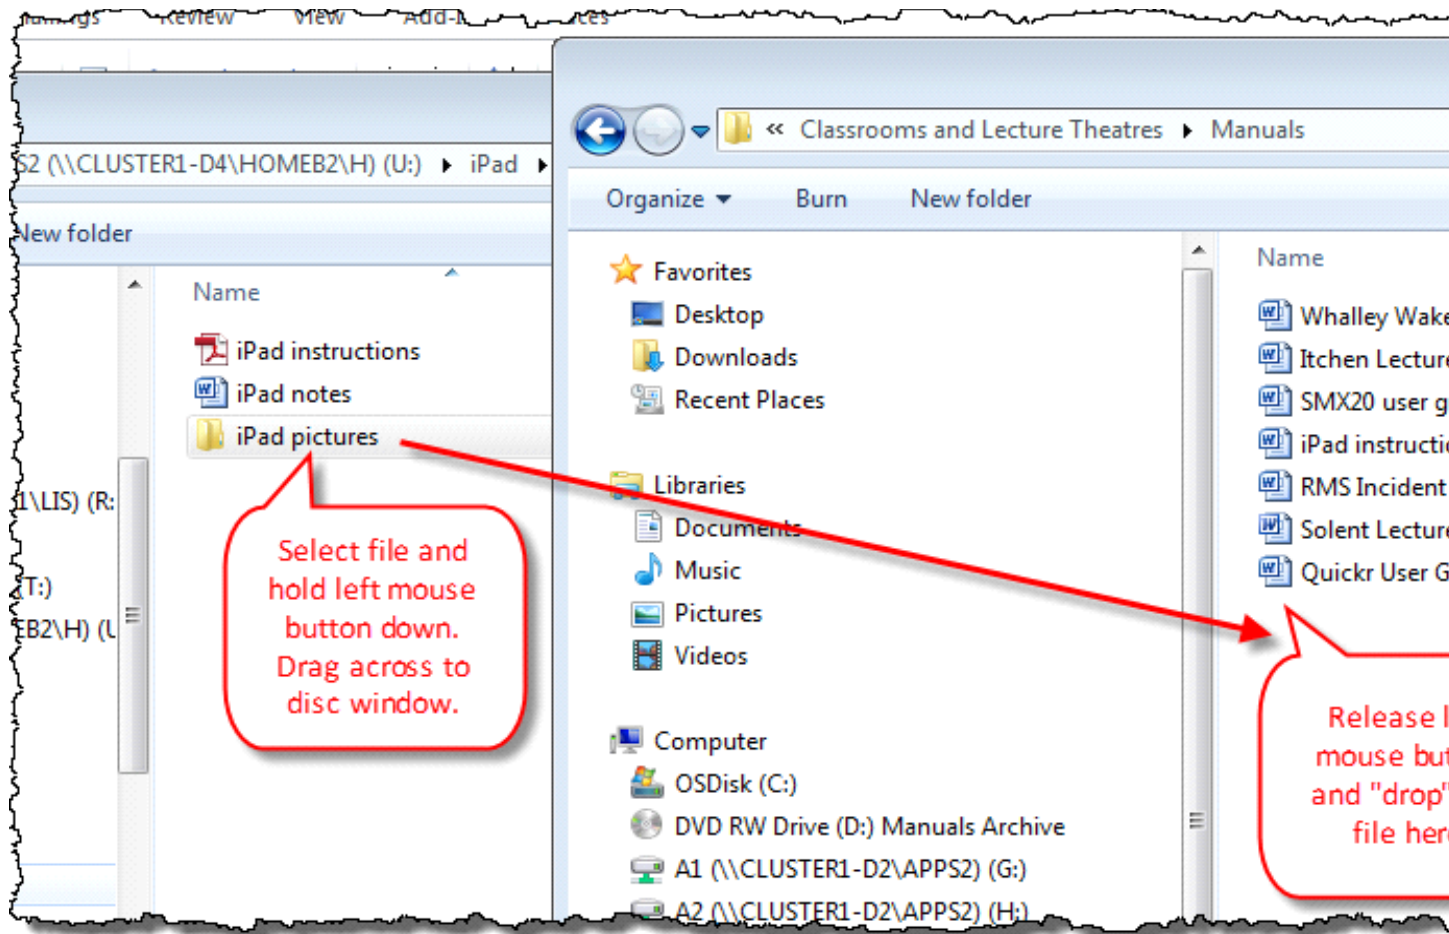 Review View Add-I
S2 (\\CLUSTER1-D4\HOMEB2\H) (U:) iPad
New folder
Name
iPad instructions
iPad notes
iPad pictures
1\LIS) (R:
(T:)
EB2\H) (U
Select file and
hold left mouse
button down.
Drag across to
disc window.
« Classrooms and Lecture Theatres Manuals
Organize Burn New folder
Favorites
Desktop
Downloads
Recent Places
Libraries
Documents
Music
Pictures
Videos
Computer
OSDisk (C:)
DVD RW Drive (D:) Manuals Archive
A1 (\\CLUSTER1-D2\APPS2) (G:)
A2 (\\CLUSTER1-D2\APPS2) (H:)
Name
Whalley Wake
Itchen Lecture
SMX20 user g
iPad instructio
RMS Incident
Solent Lecture
Quickr User G
Release l
mouse but
and "drop"
file here